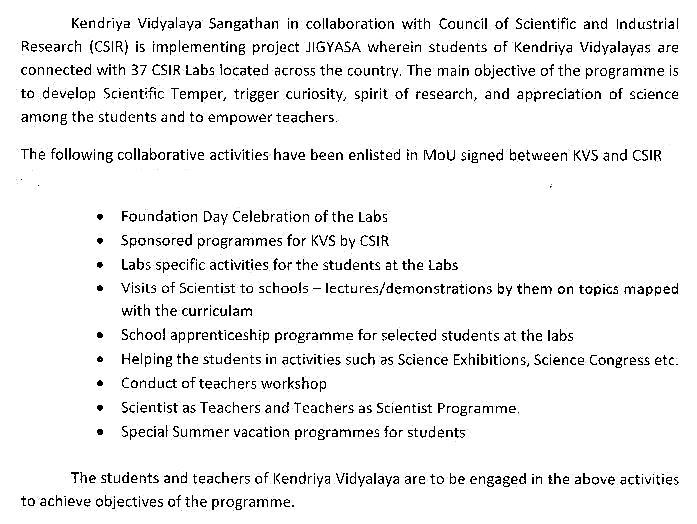 Kendriya Vidyalaya Sangathan in collaboration with Council of Scientific and Industrial
Research (CSIR) is implementing project JIGYASA wherein students of Kendriya Vidyalayas are
connected with 37 CSIR Labs located across the country. The main objective of the programme is
to develop Scientific Temper, trigger curiosity, spirit of research, and appreciation of science
among the students and to empower teachers.
The following collaborative activities have been enlisted in MoU signed between KVS and CSIR
• Foundation Day Celebration of the Labs
• Sponsored programmes for KVS by CSIR
• Labs specific activities for the students at the Labs
• Visits of Scientist to schools – lectures/demonstrations by them on topics mapped
with the curriculam
• School apprenticeship programme for selected students at the labs
• Helping the students in activities such as Science Exhibitions, Science Congress etc.
• Conduct of teachers workshop
• Scientist as Teachers and Teachers as Scientist Programme.
• Special Summer vacation programmes for students
The students and teachers of Kendriya Vidyalaya are to be engaged in the above activities
to achieve objectives of the programme.